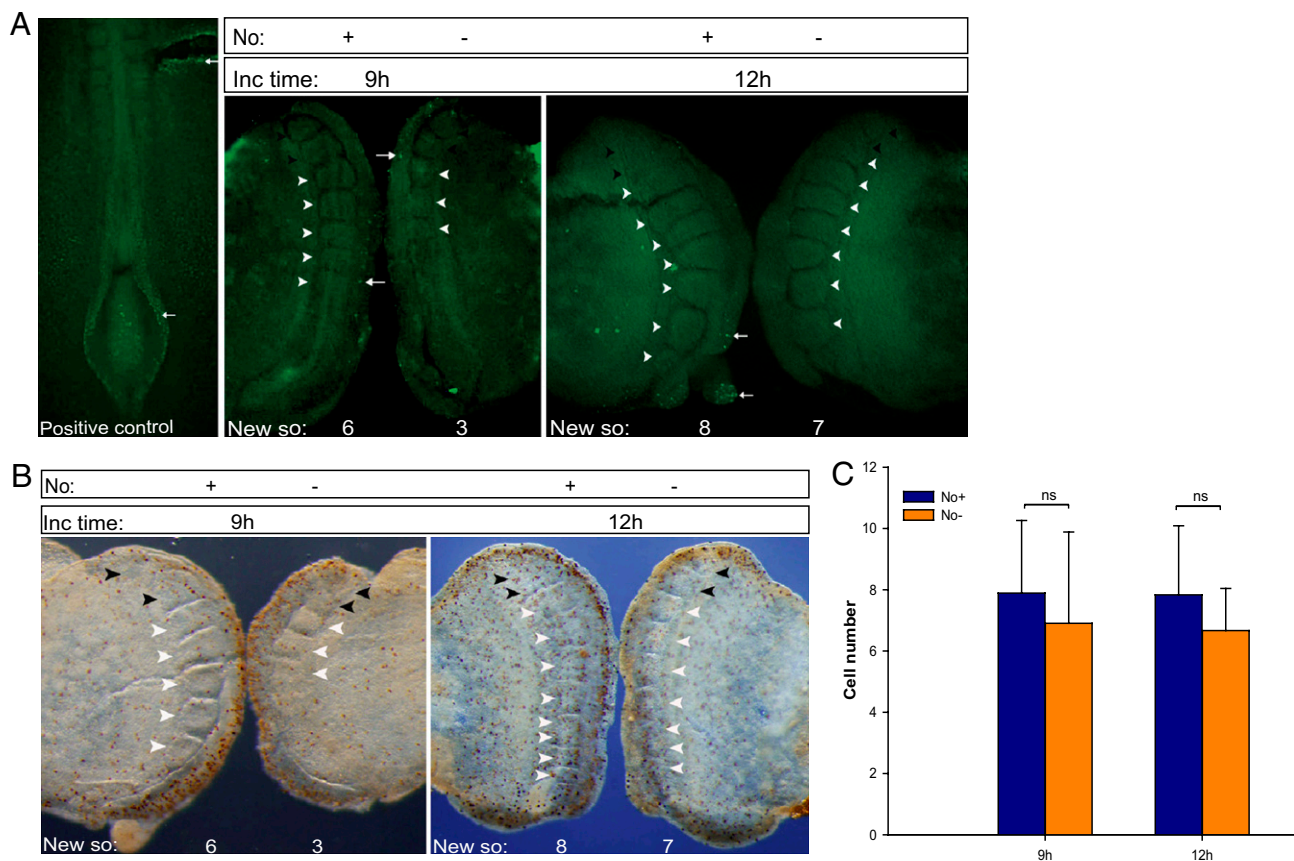 A
No: + - + -
Inc time: 9h 12h
Positive control
New so: 6 3
New so: 8 7
B
No: + - + -
Inc time: 9h 12h
New so: 6 3
New so: 8 7
C
12
10
8
6
4
2
0
Cell number
No+
No-
ns
ns
9h
12h